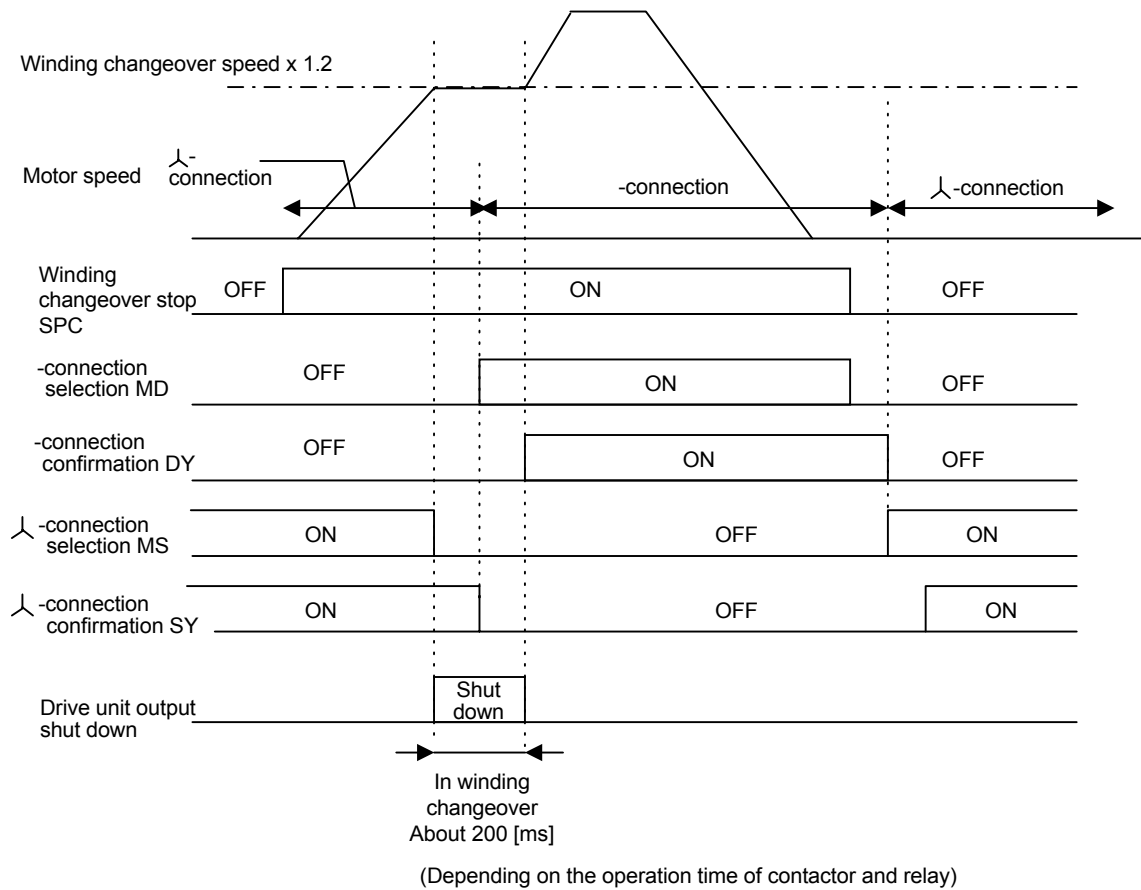 Winding changeover speed x 1.2
Motor speed
-
connection
-connection
-connection
Winding
changeover stop
SPC
OFF
ON
OFF
-connection
selection MD
OFF
ON
OFF
-connection
confirmation DY
OFF
ON
OFF
-connection
selection MS
ON
OFF
ON
-connection
confirmation SY
ON
OFF
ON
Drive unit output
shut down
Shut
down
In winding
changeover
About 200 [ms]
(Depending on the operation time of contactor and relay)